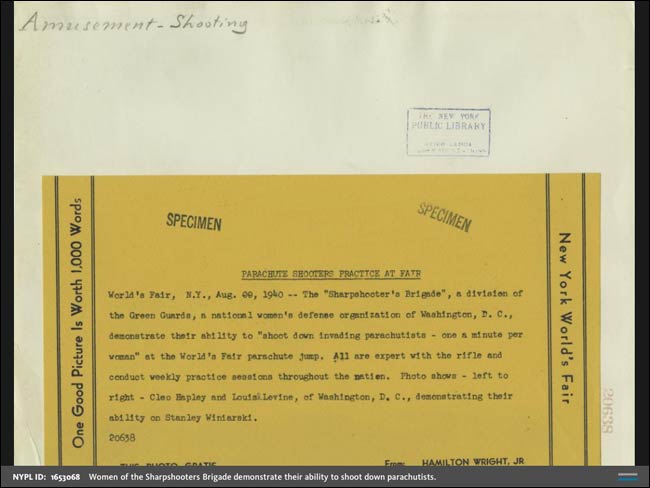 Amusement - Shooting
THE NEW YORK
PUBLIC LIBRARY
SPECIMEN
SPECIMEN
One Good Picture Is Worth 1,000 Words
PARACHUTE SHOOTERS PRACTICE AT FAIR
World's Fair, N.Y., Aug. 00, 1940 -- The "Sharpshooter's Brigade", a division of
the Green Guards, a national women's defense organization of Washington, D. C.,
demonstrate their ability to "shoot down invading parachutists - one a minute per
woman" at the World's Fair parachute jump. All are expert with the rifle and
conduct weekly practice sessions throughout the nation. Photo shows - left to
right - Cleo Hapley and Louis Levine, of Washington, D. C., demonstrating their
ability on Stanley Winiarski.
20638
New York World's Fair
20638
THIS PHOTO GRATIS
From: HAMILTON WRIGHT, JR
NYPL ID: 1653068 Women of the Sharpshooters Brigade demonstrate their ability to shoot down parachutists.